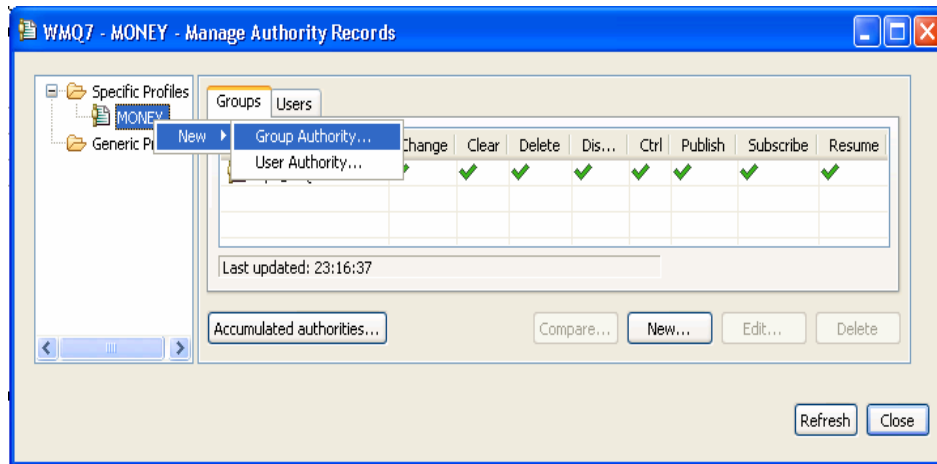 WMQ7 - MONEY - Manage Authority Records
Specific Profiles
MONEY
Generic P
Groups Users
New
Group Authority...
User Authority...
Change Clear Delete Dis... Ctrl Publish Subscribe Resume
Last updated: 23:16:37
Accumulated authorities... Compare... New... Edit... Delete
Refresh Close